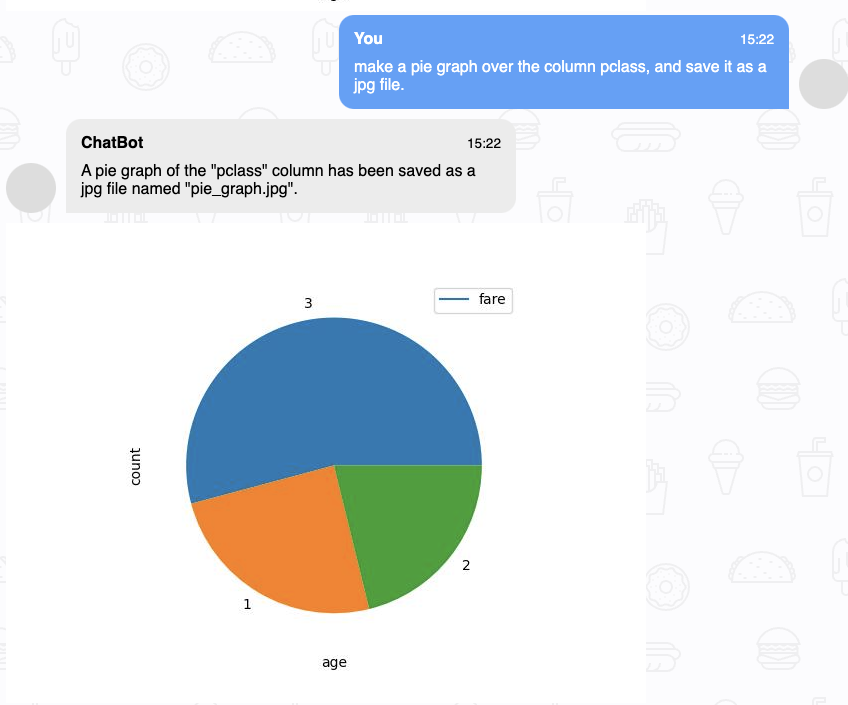 You 15:22
make a pie graph over the column pclass, and save it as a
jpg file.
ChatBot 15:22
A pie graph of the "pclass" column has been saved as a
jpg file named "pie_graph.jpg".
3
fare
count
2
1
age